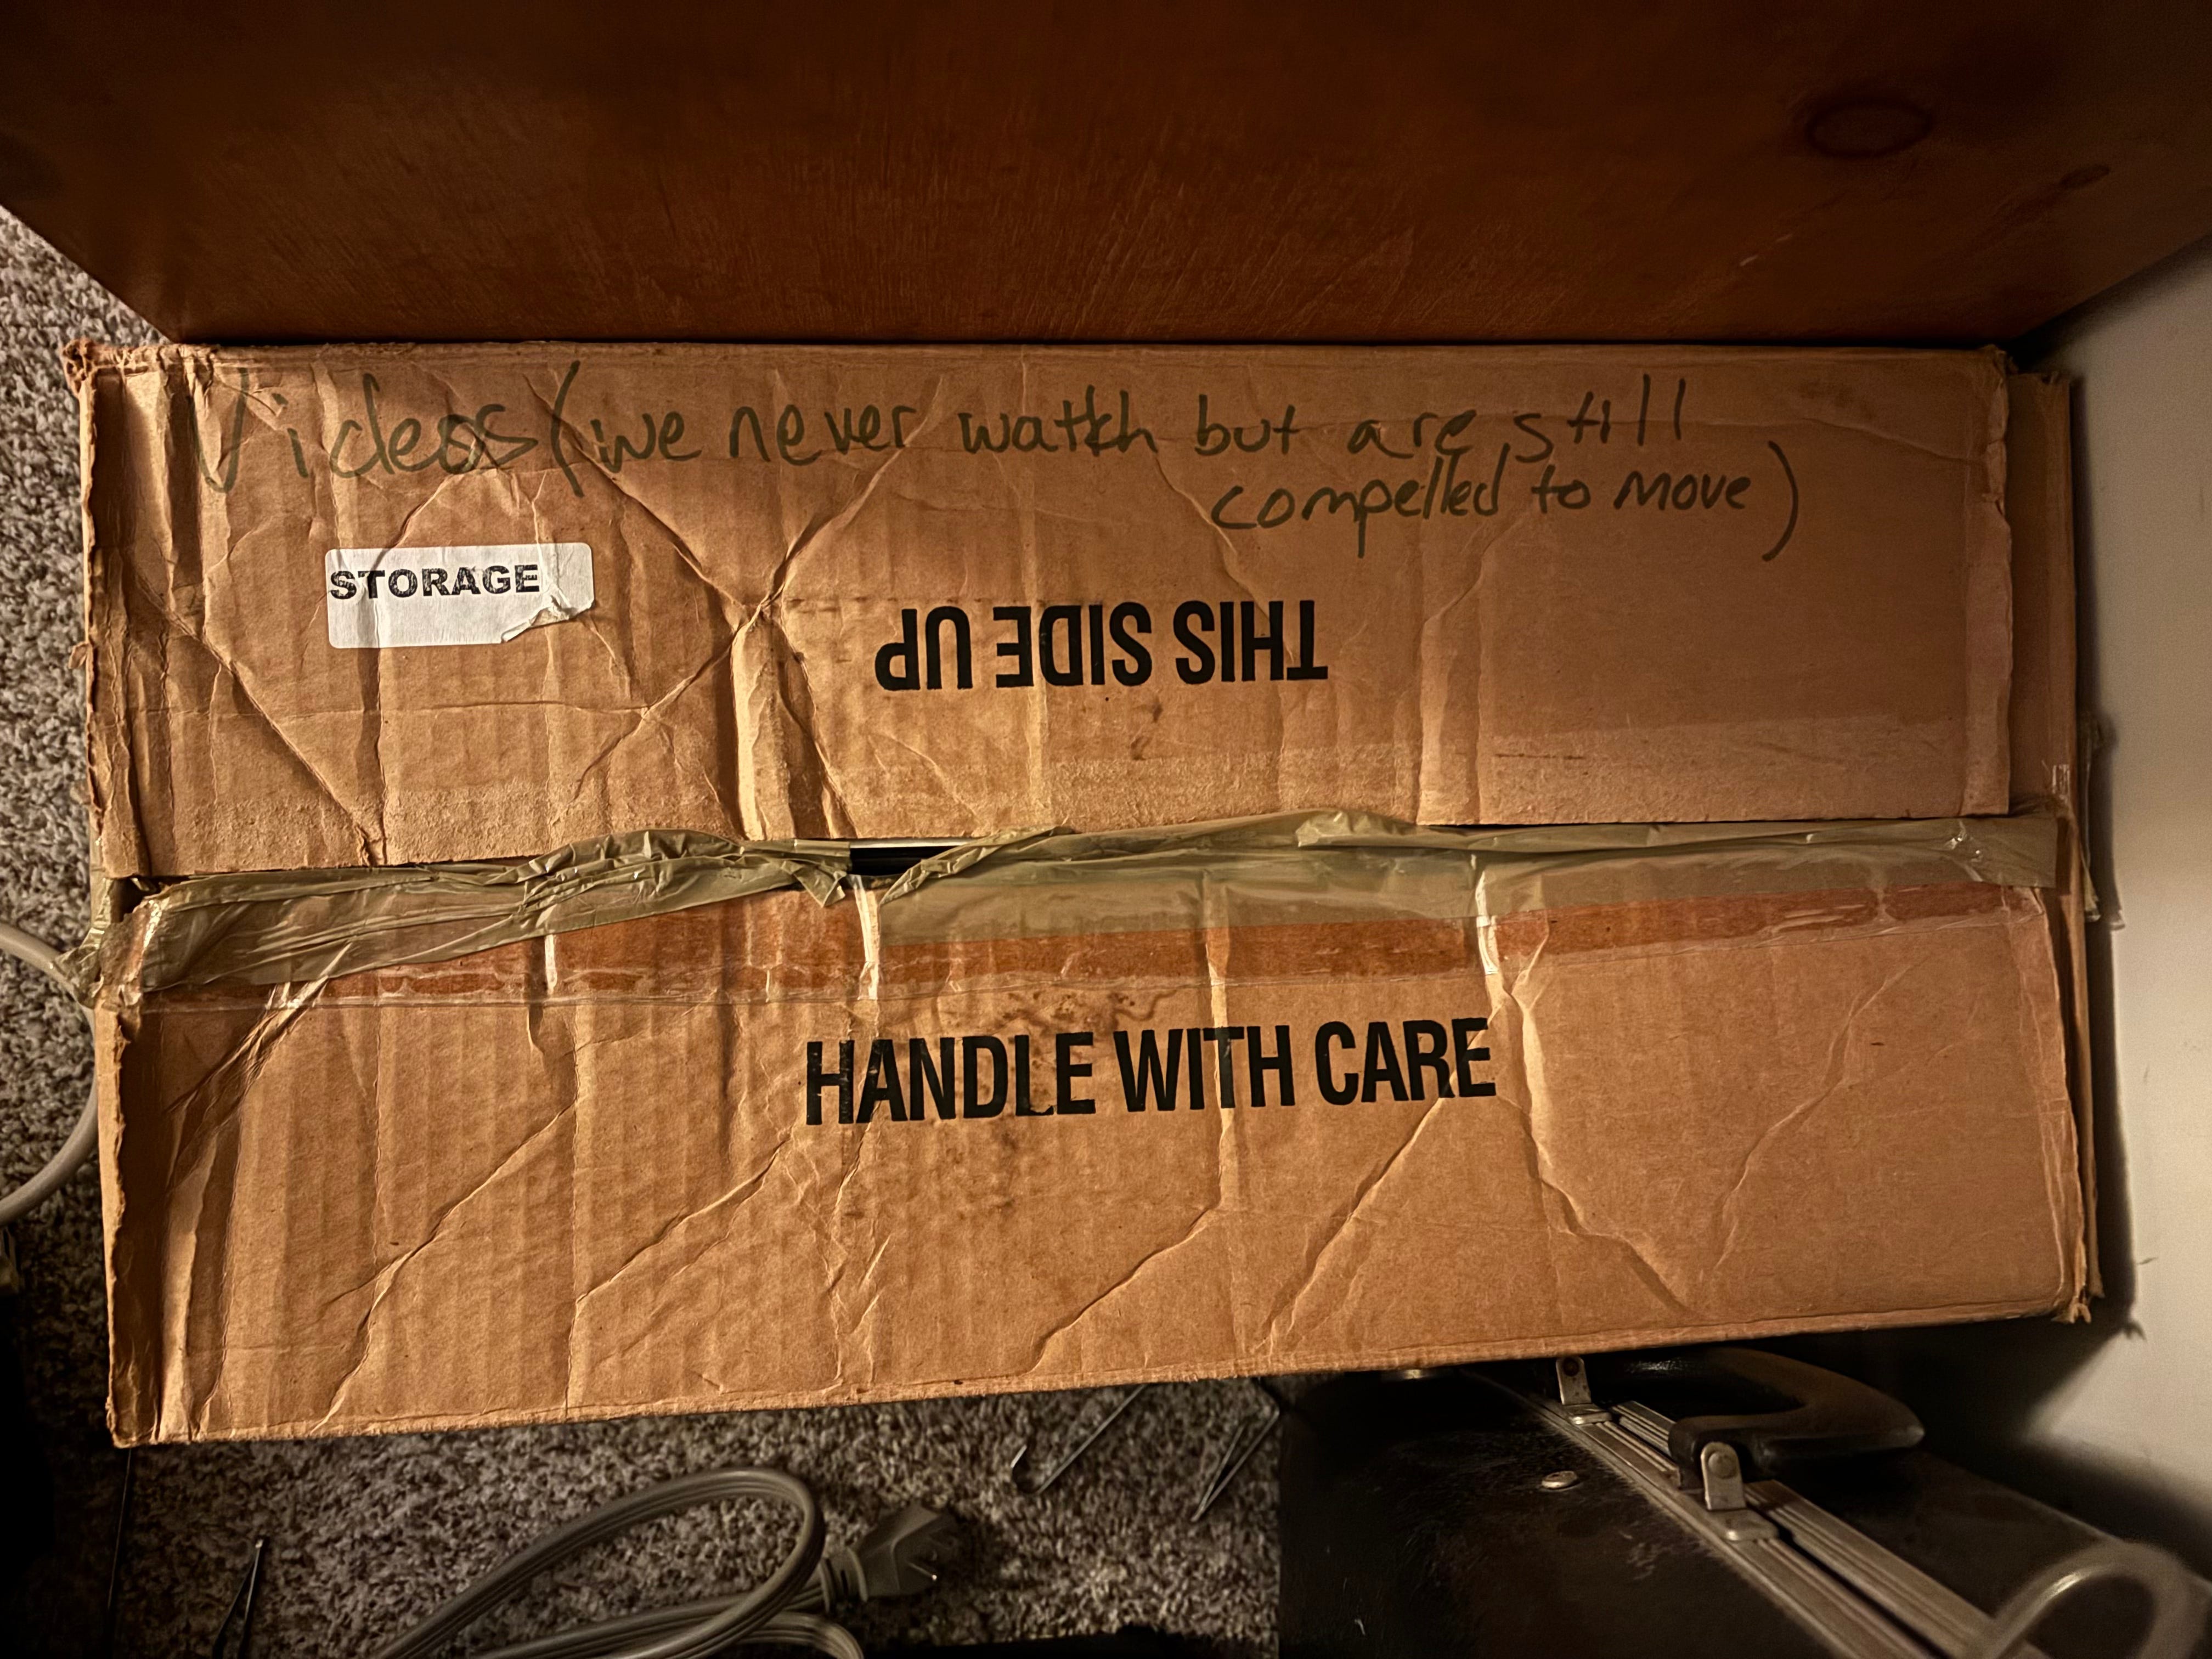 Videos (we never watch but are still
compelled to move)
STORAGE
THIS SIDE UP
HANDLE WITH CARE